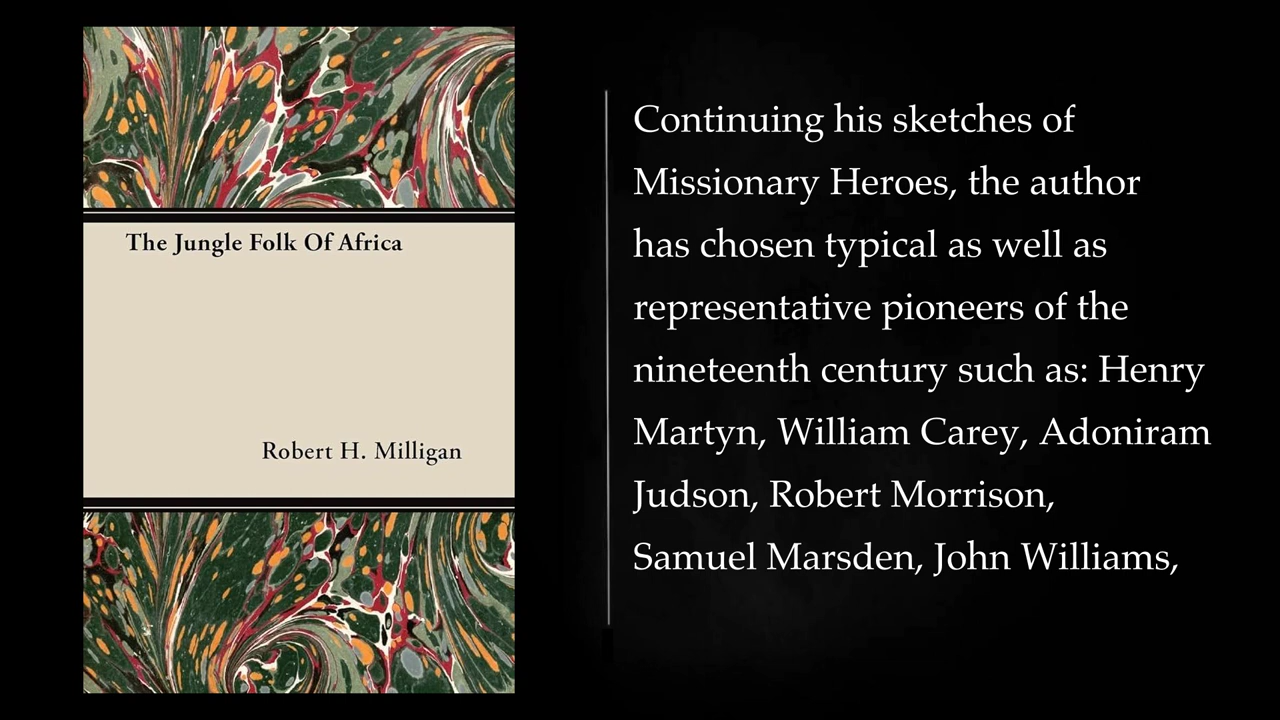 The Jungle Folk Of Africa
Robert H. Milligan
Continuing his sketches of
Missionary Heroes, the author
has chosen typical as well as
representative pioneers of the
nineteenth century such as: Henry
Martyn, William Carey, Adoniram
Judson, Robert Morrison,
Samuel Marsden, John Williams,